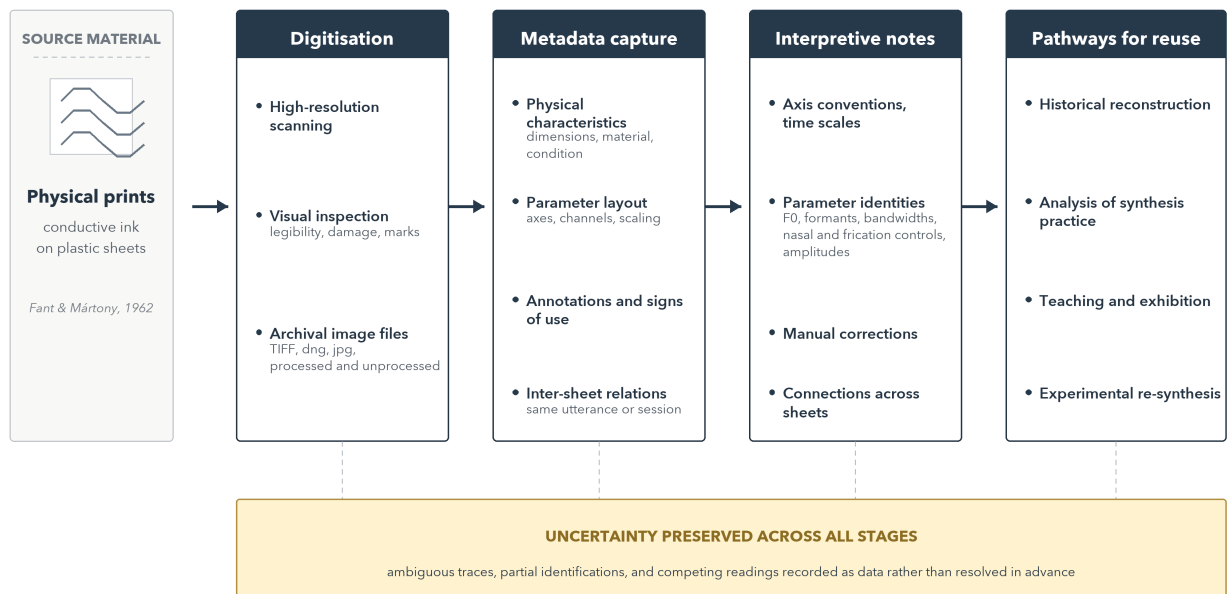 SOURCE MATERIAL
Physical prints
conductive ink
on plastic sheets
Fant & Mártony, 1962
Digitisation
• High-resolution
scanning
• Visual inspection
legibility, damage, marks
• Archival image files
TIFF, dng, jpg,
processed and unprocessed
Metadata capture
• Physical
characteristics
dimensions, material,
condition
• Parameter layout
axes, channels, scaling
• Annotations and signs
of use
• Inter-sheet relations
same utterance or session
Interpretive notes
• Axis conventions,
time scales
• Parameter identities
F0, formants, bandwidths,
nasal and frication controls,
amplitudes
• Manual corrections
• Connections across
sheets
Pathways for reuse
• Historical reconstruction
• Analysis of synthesis
practice
• Teaching and exhibition
• Experimental re-synthesis
UNCERTAINTY PRESERVED ACROSS ALL STAGES
ambiguous traces, partial identifications, and competing readings recorded as data rather than resolved in advance